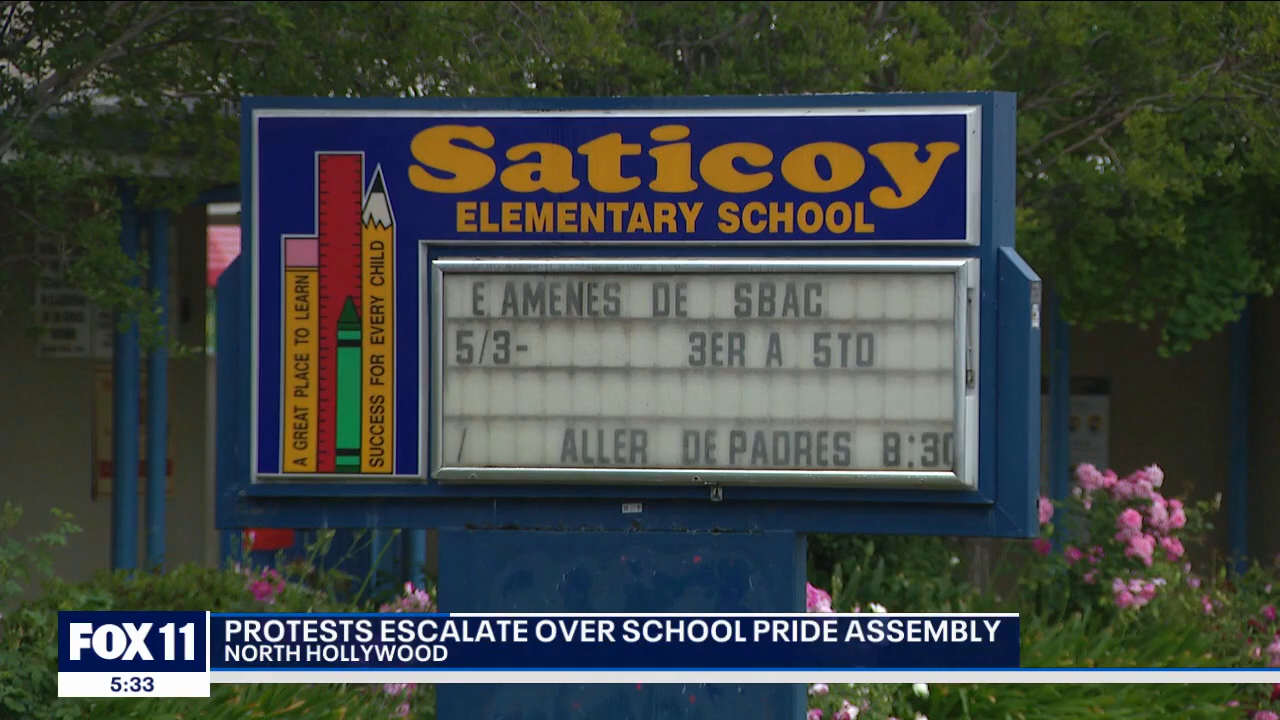 Saticoy
ELEMENTARY SCHOOL
A GREAT PLACE TO LEARN
SUCCESS FOR EVERY CHILD
E AMENES DE SBAC
5/3- 3ER A 5TO
/ ALLER DE PADRES 8:30
FOX 11
5:33
PROTESTS ESCALATE OVER SCHOOL PRIDE ASSEMBLY
NORTH HOLLYWOOD